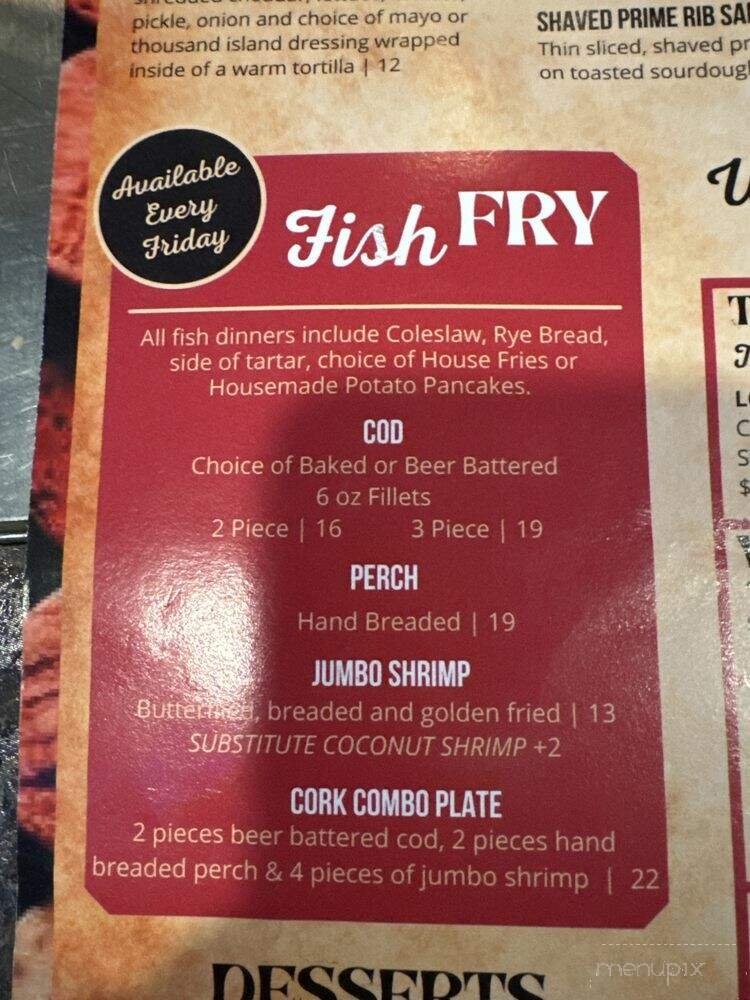 pickle, onion and choice of mayo or
thousand island dressing wrapped
inside of a warm tortilla | 12
SHAVED PRIME RIB
Thin sliced, shaved
on toasted
Available
Every
Friday
Fish FRY
All fish dinners include Coleslaw, Rye Bread,
side of tartar, choice of House Fries or
Housemade Potato Pancakes.
COD
Choice of Baked or Beer Battered
6 oz Fillets
2 Piece | 16 3 Piece | 19
PERCH
Hand Breaded | 19
JUMBO SHRIMP
Butterflied, breaded and golden fried | 13
SUBSTITUTE COCONUT SHRIMP +2
CORK COMBO PLATE
2 pieces beer battered cod, 2 pieces hand
breaded perch & 4 pieces of jumbo shrimp | 22
DESSERTS
menupix